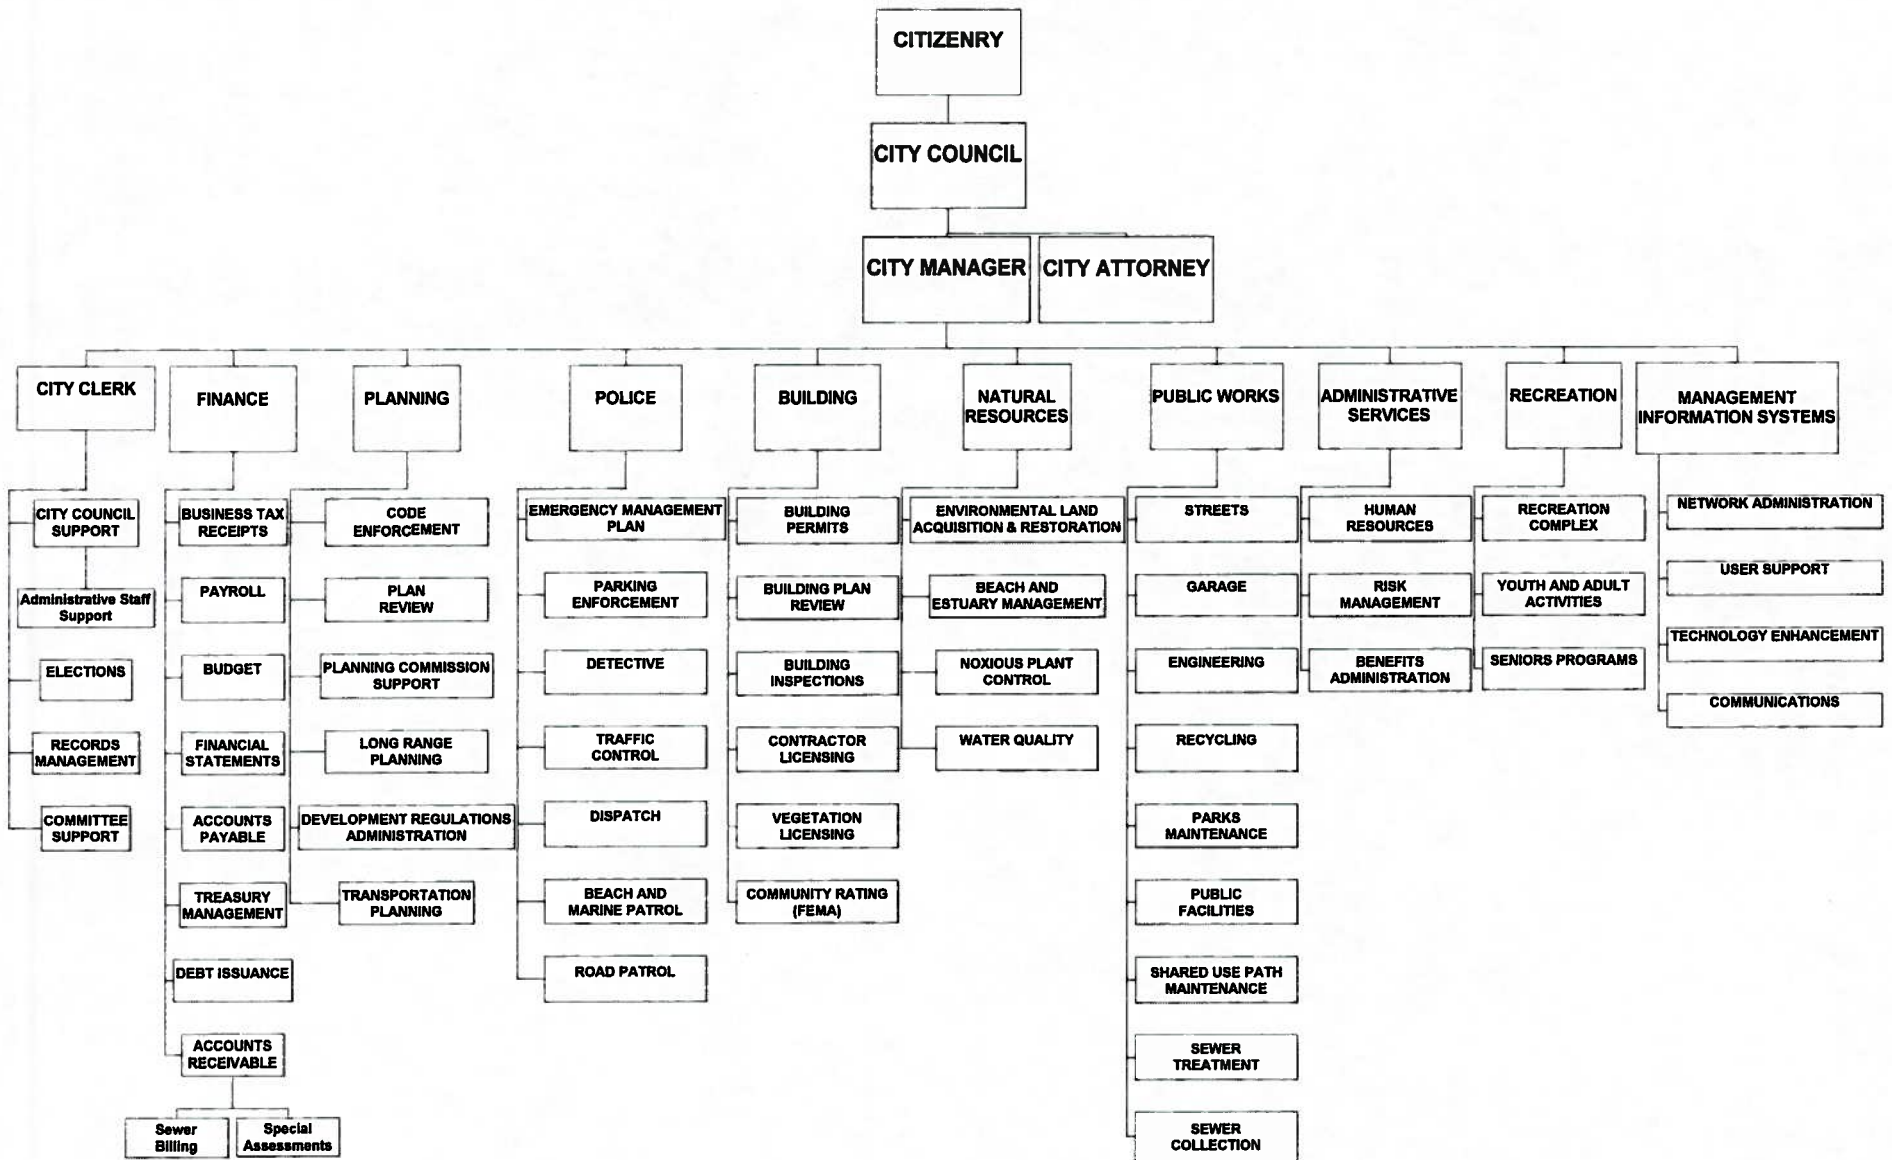 CITIZENRY
CITY COUNCIL
CITY MANAGER
CITY ATTORNEY
CITY CLERK
FINANCE
PLANNING
POLICE
BUILDING
NATURAL
RESOURCES
PUBLIC WORKS
ADMINISTRATIVE
SERVICES
RECREATION
MANAGEMENT
INFORMATION SYSTEMS
CITY COUNCIL
SUPPORT
Administrative Staff
Support
ELECTIONS
RECORDS
MANAGEMENT
COMMITTEE
SUPPORT
BUSINESS TAX
RECEIPTS
PAYROLL
BUDGET
FINANCIAL
STATEMENTS
ACCOUNTS
PAYABLE
TREASURY
MANAGEMENT
DEBT ISSUANCE
ACCOUNTS
RECEIVABLE
Sewer
Billing
Special
Assessments
CODE
ENFORCEMENT
PLAN
REVIEW
PLANNING COMMISSION
SUPPORT
LONG RANGE
PLANNING
DEVELOPMENT REGULATIONS
ADMINISTRATION
TRANSPORTATION
PLANNING
EMERGENCY MANAGEMENT
PLAN
PARKING
ENFORCEMENT
DETECTIVE
TRAFFIC
CONTROL
DISPATCH
BEACH AND
MARINE PATROL
ROAD PATROL
BUILDING
PERMITS
BUILDING PLAN
REVIEW
BUILDING
INSPECTIONS
CONTRACTOR
LICENSING
VEGETATION
LICENSING
COMMUNITY RATING
(FEMA)
ENVIRONMENTAL LAND
ACQUISITION & RESTORATION
BEACH AND
ESTUARY MANAGEMENT
NOXIOUS PLANT
CONTROL
WATER QUALITY
STREETS
GARAGE
ENGINEERING
RECYCLING
PARKS
MAINTENANCE
PUBLIC
FACILITIES
SHARED USE PATH
MAINTENANCE
SEWER
TREATMENT
SEWER
COLLECTION
HUMAN
RESOURCES
RISK
MANAGEMENT
BENEFITS
ADMINISTRATION
RECREATION
COMPLEX
YOUTH AND ADULT
ACTIVITIES
SENIORS PROGRAMS
NETWORK ADMINISTRATION
USER SUPPORT
TECHNOLOGY ENHANCEMENT
COMMUNICATIONS